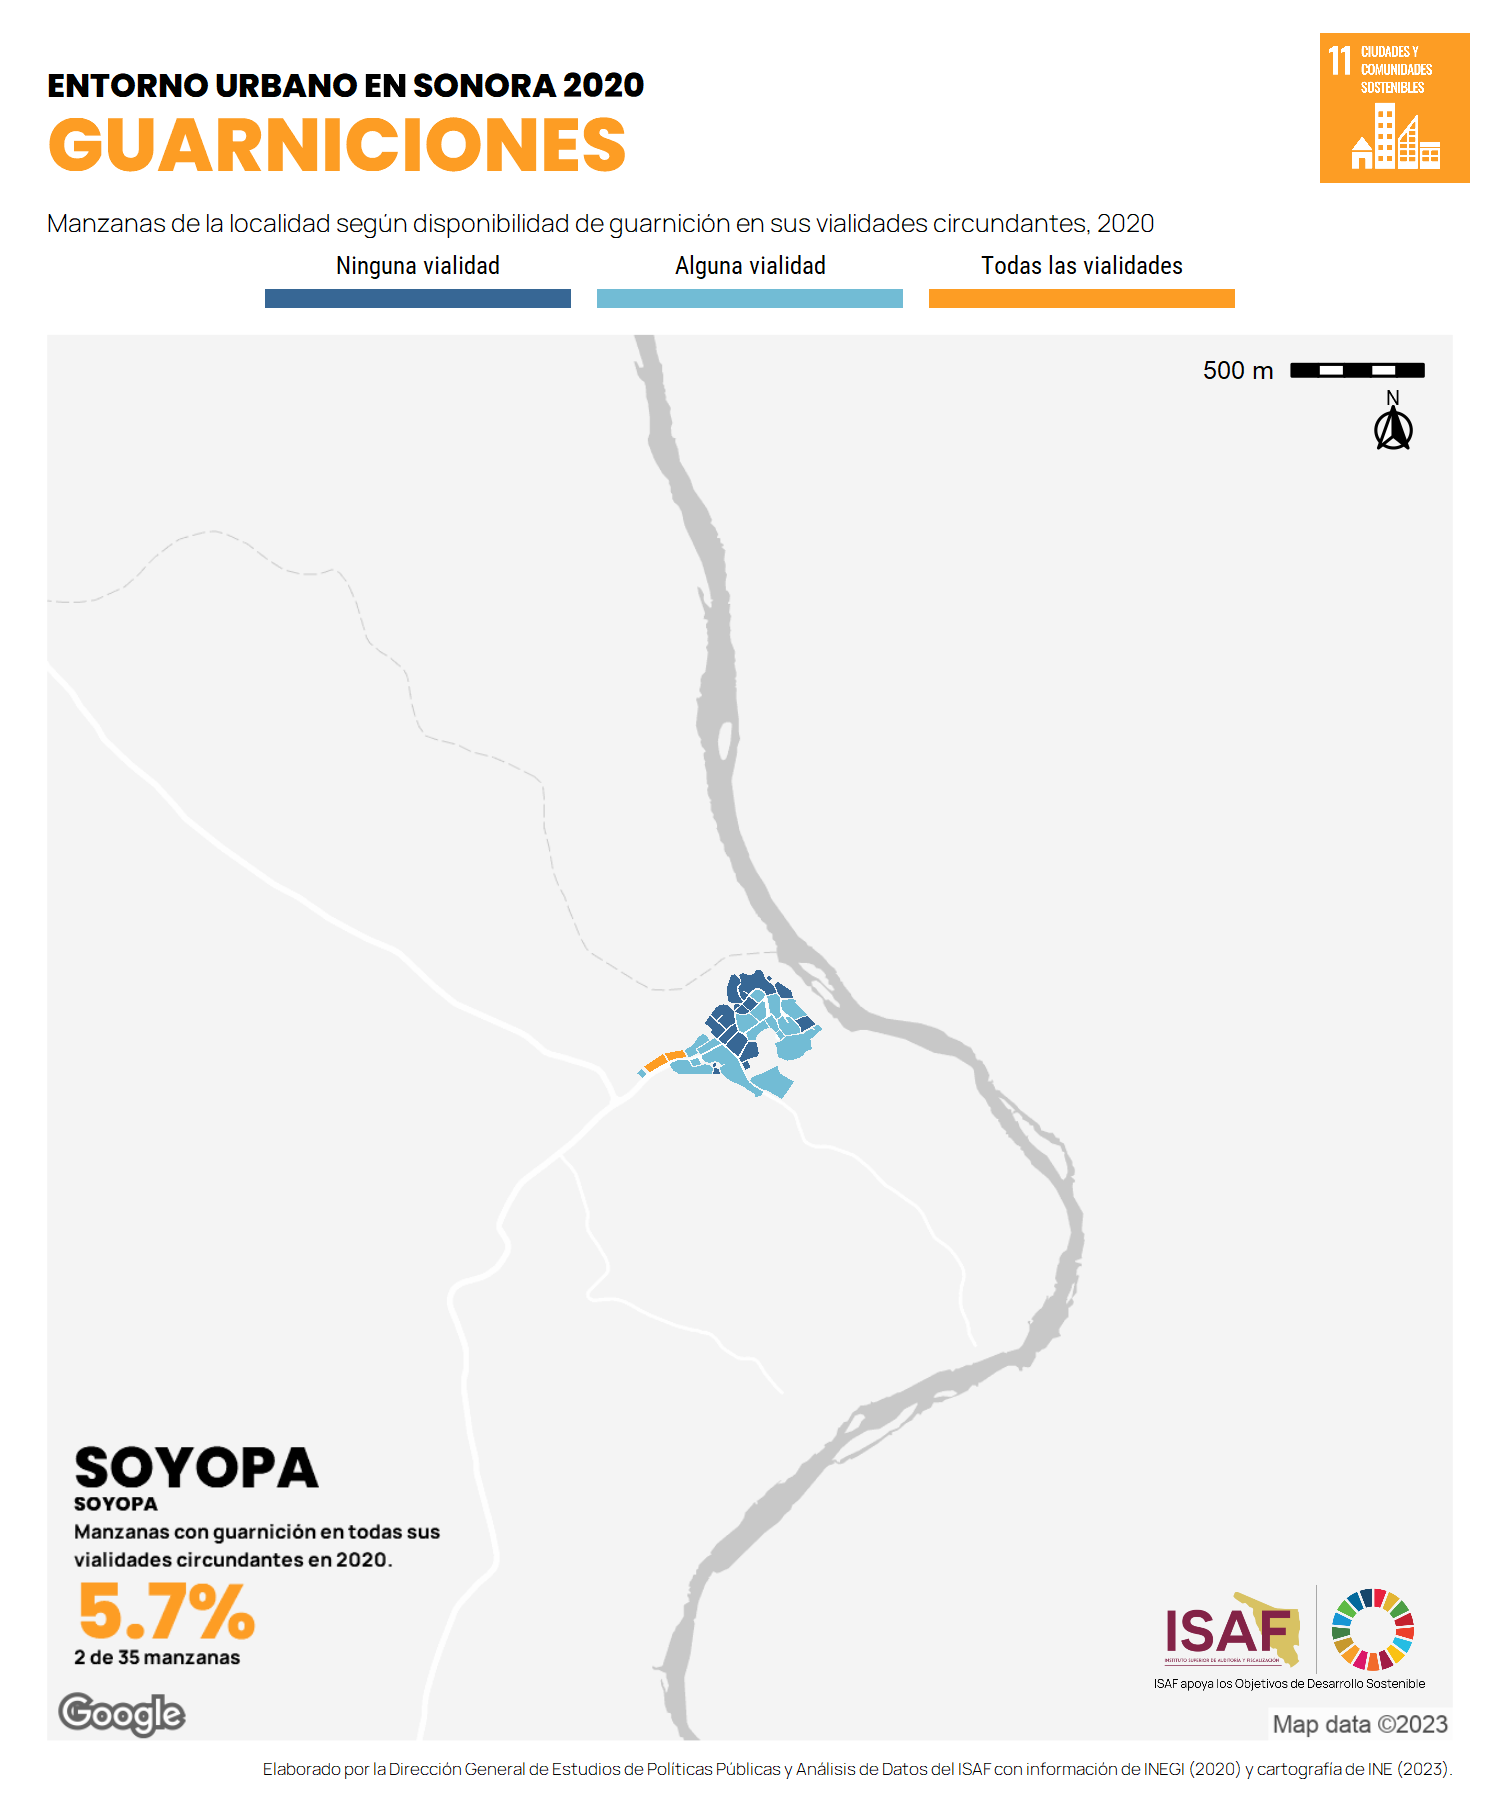 ENTORNO URBANO EN SONORA 2020
GUARNICIONES
11 CIUDADES Y
COMUNIDADES
SOSTENIBLES
Manzanas de la localidad según disponibilidad de guarnición en sus vialidades circundantes, 2020
Ninguna vialidad Alguna vialidad Todas las vialidades
500 m
N
SOYOPA
SOYOPA
Manzanas con guarnición en todas sus
vialidades circundantes en 2020.
5.7%
2 de 35 manzanas
ISAF
INSTITUTO SUPERIOR DE AUDITORÍA Y FISCALIZACIÓN
ISAF apoya los Objetivos de Desarrollo Sostenible
Google
Map data ©2023
Elaborado por la Dirección General de Estudios de Políticas Públicas y Análisis de Datos del ISAF con información de INEGI (2020) y cartografía de INE (2023).